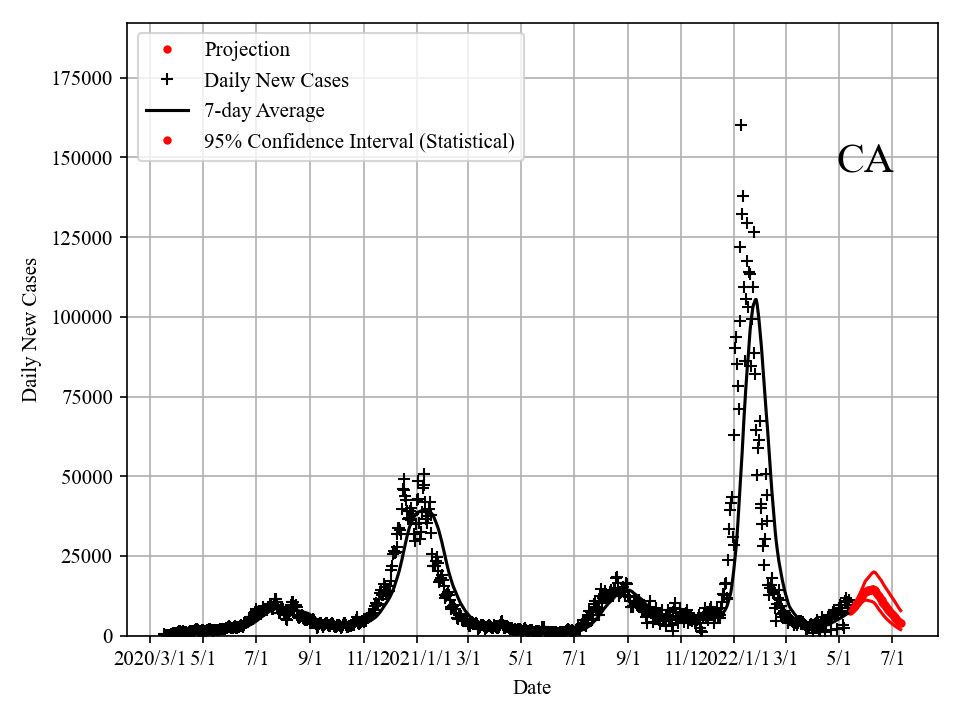 Projection
Daily New Cases
7-day Average
95% Confidence Interval (Statistical)
CA
Daily New Cases
175000
150000
125000
100000
75000
50000
25000
0
2020/3/1 5/1 7/1 9/1 11/1 2021/1/1 3/1 5/1 7/1 9/1 11/1 2022/1/1 3/1 5/1 7/1
Date